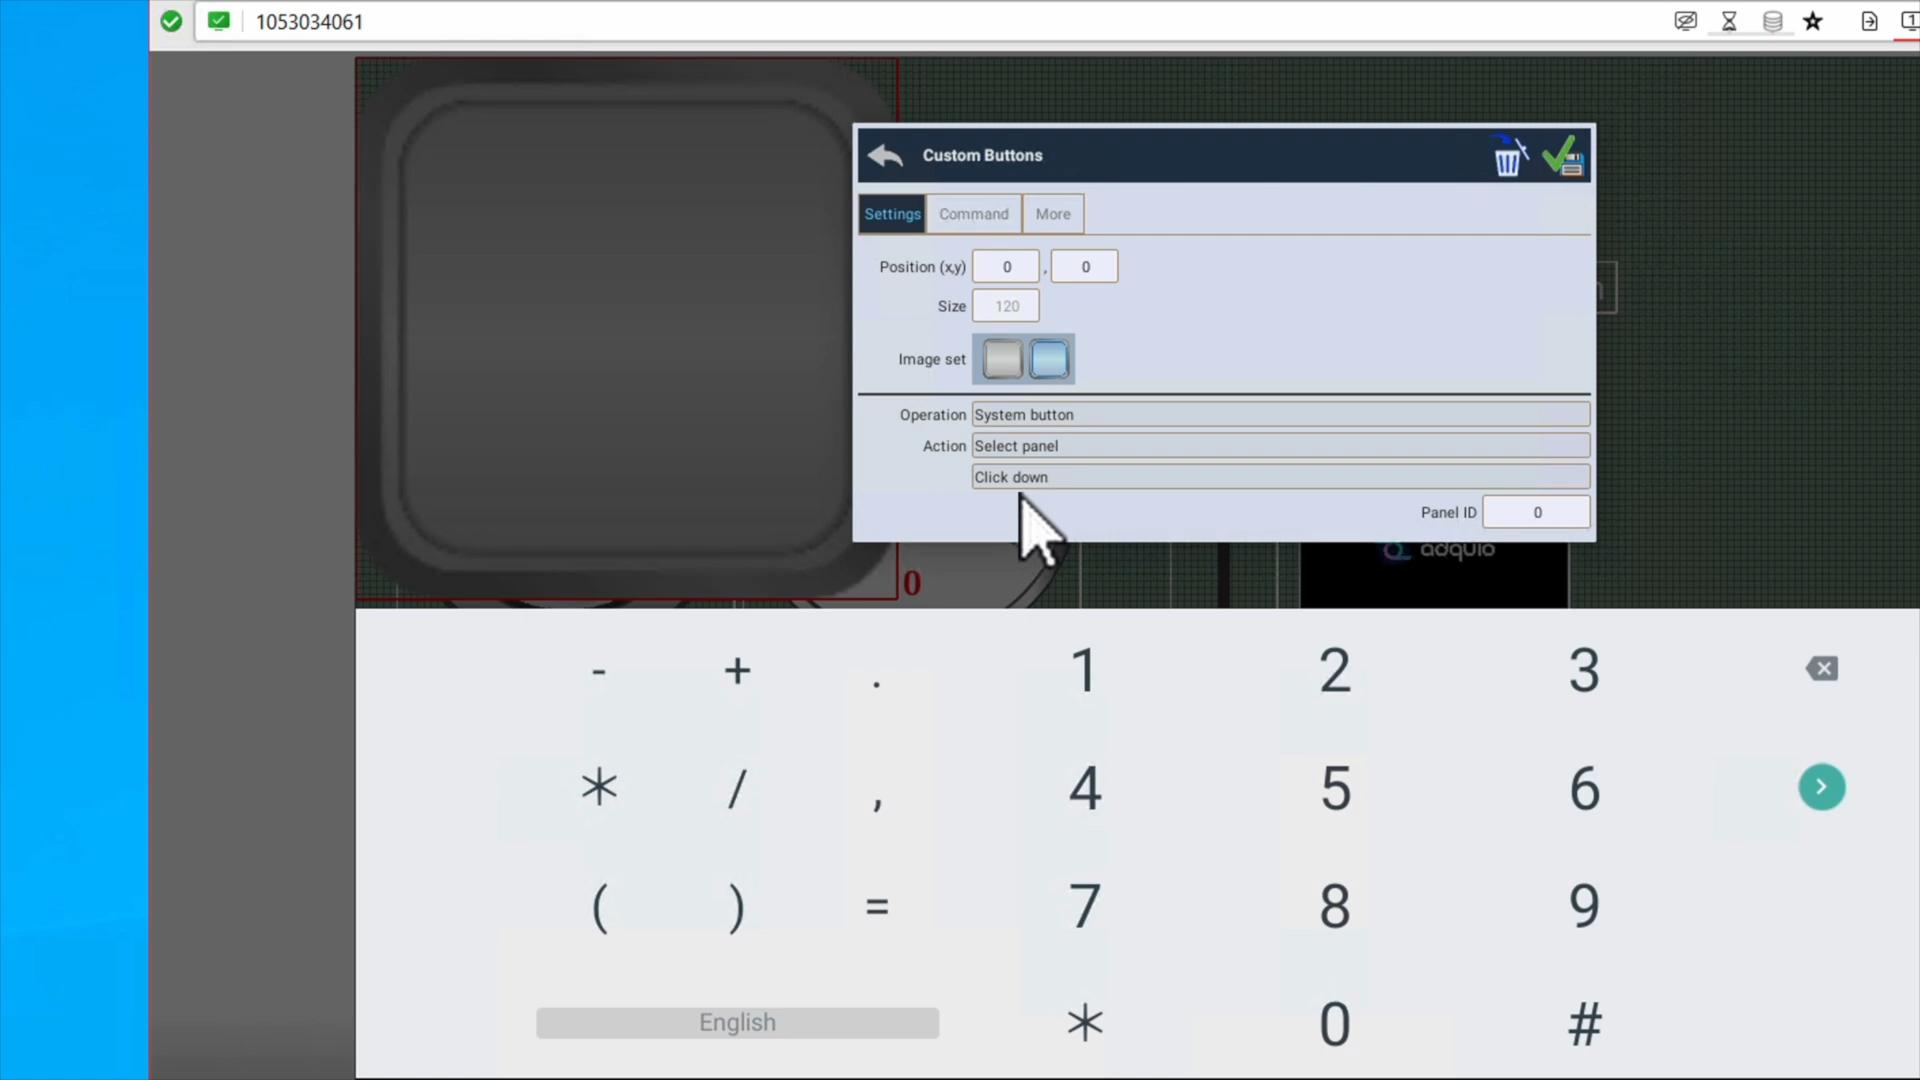 1053034061
1
Custom Buttons
Settings Command More
Position (x,y) 0 , 0
Size 120
Image set
Operation System button
Action Select panel
Click down
Panel ID 0
adquio
0
- + . 1 2 3
* / , 4 5 6
( ) = 7 8 9
English * 0 #